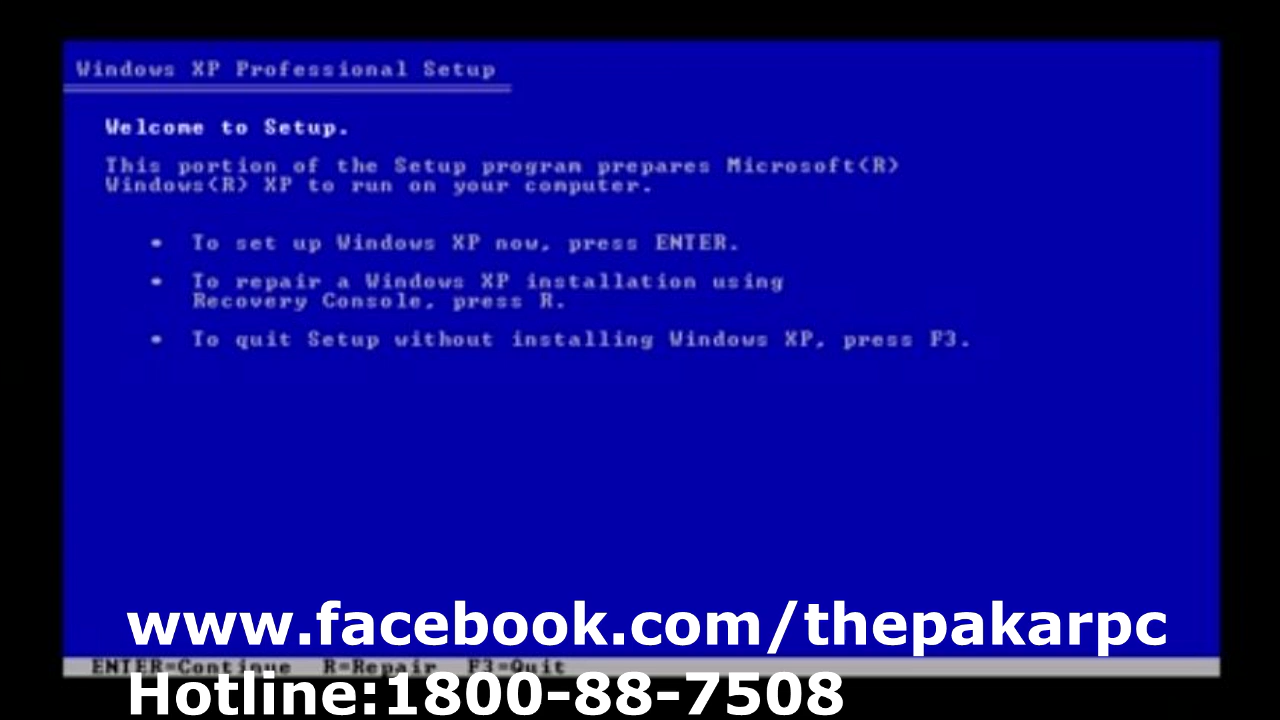 Windows XP Professional Setup
Welcome to Setup.
This portion of the Setup program prepares Microsoft(R)
Windows(R) XP to run on your computer.
• To set up Windows XP now, press ENTER.
• To repair a Windows XP installation using
Recovery Console, press R.
• To quit Setup without installing Windows XP, press F3.
www.facebook.com/thepakarpc
ENTER=Continue R=Repair F3=Quit
Hotline:1800-88-7508